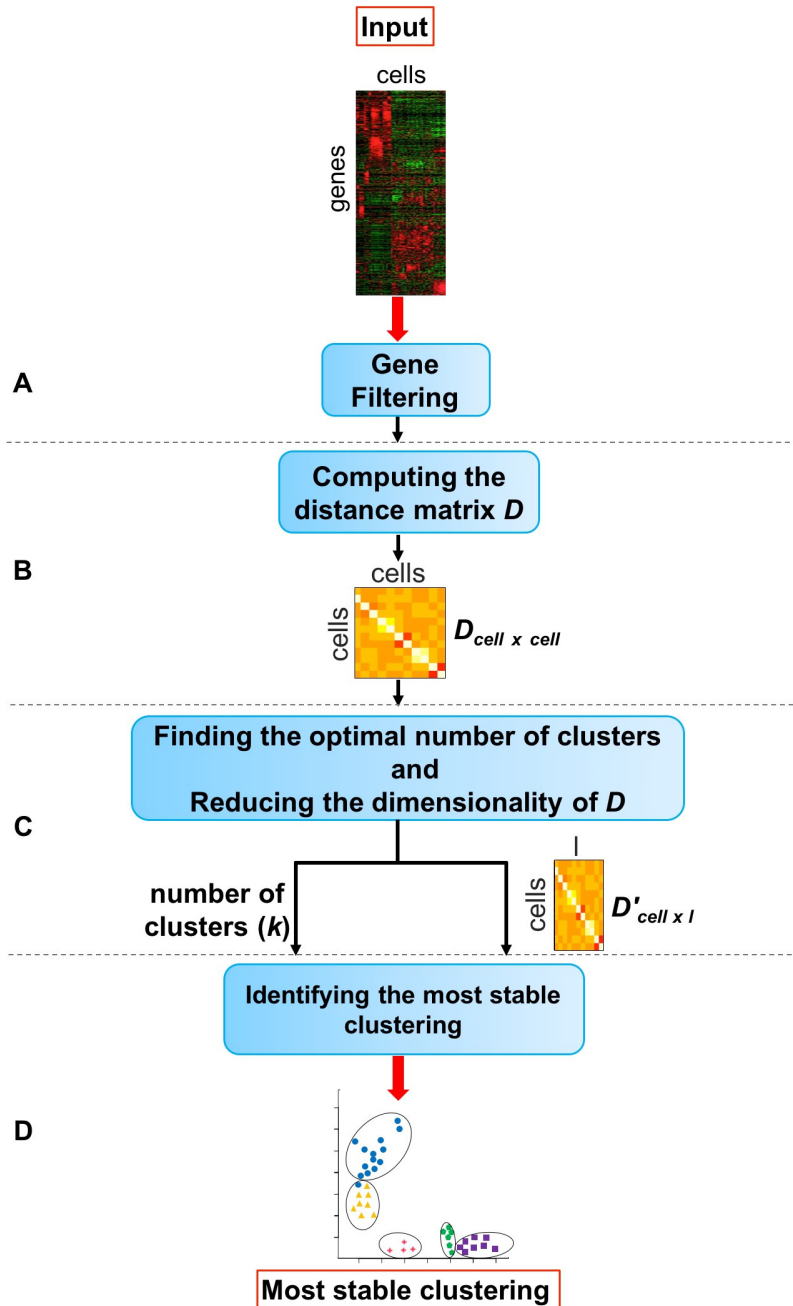 Input
cells
genes
A
Gene
Filtering
Computing the
distance matrix D
B
cells
cells
D cell x cell
Finding the optimal number of clusters
and
Reducing the dimensionality of D
C
l
number of
clusters (k)
cells
D' cell x l
Identifying the most stable
clustering
D
Most stable clustering